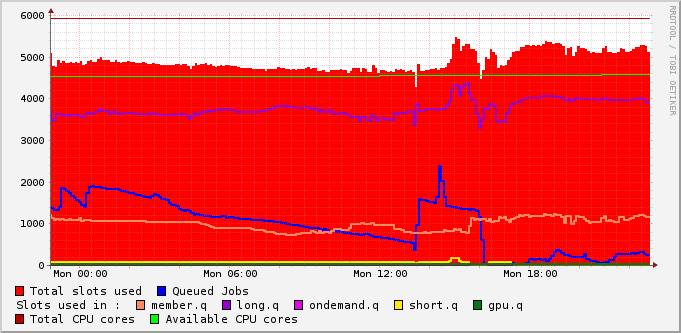 6000
5000
4000
3000
2000
1000
0
Mon 00:00 Mon 06:00 Mon 12:00 Mon 18:00
Total slots used Queued Jobs
Slots used in : member.q long.q ondemand.q short.q gpu.q
Total CPU cores Available CPU cores
RRDTOOL / TOBI OETIKER